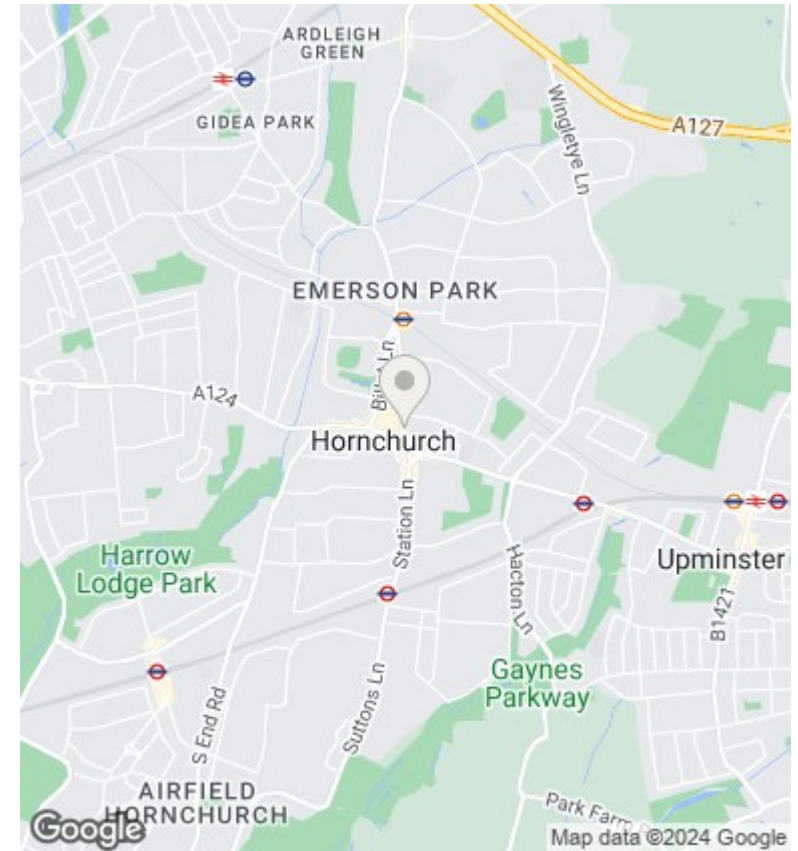 ARDLEIGH
GREEN
GIDEA PARK
A127
Wingletye Ln
EMERSON PARK
A124
Hornchurch
Station Ln
Harrow
Lodge Park
Upminster
Hacton Ln
B1421
Gaynes
Parkway
Suttons Ln
S End Rd
AIRFIELD
HORNCHURCH
Park Farm
Google
Map data ©2024 Google